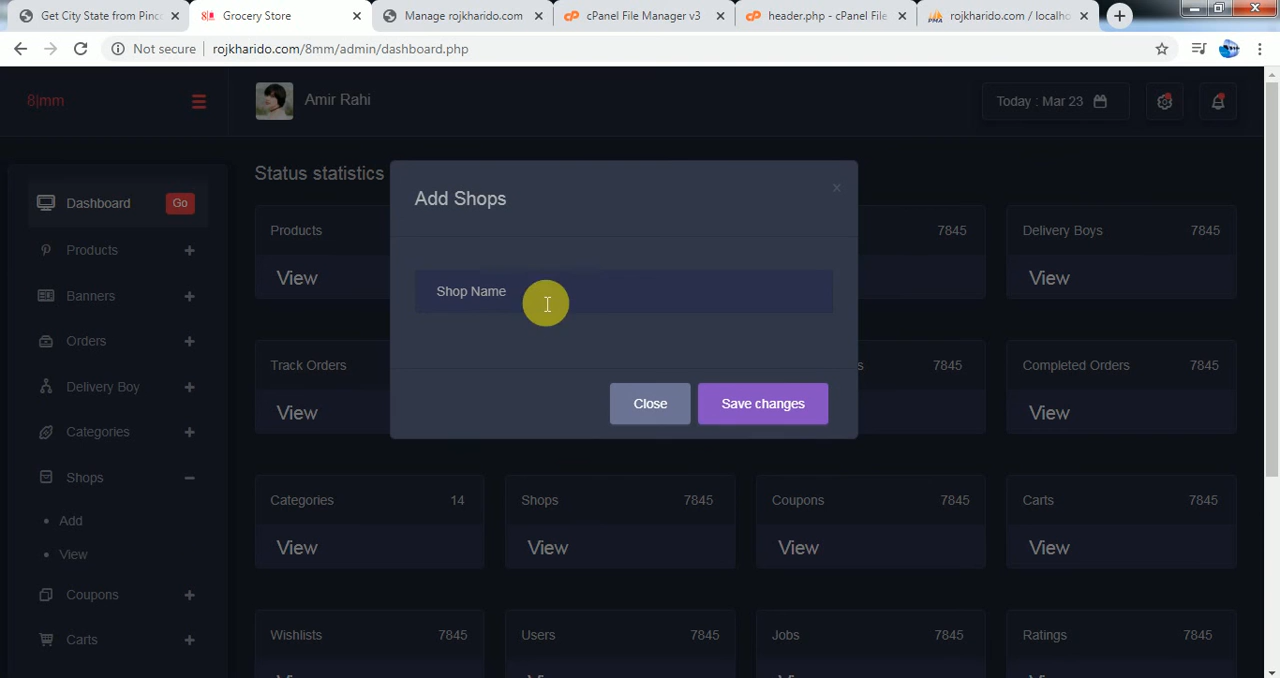 Get City State from Pinco
Grocery Store
Manage rojkharido.com
cPanel File Manager v3
header.php - cPanel File
rojkharido.com / localho
Not secure
rojkharido.com/8mm/admin/dashboard.php
8|mm
Amir Rahi
Today : Mar 23
Status statistics
Add Shops
×
Shop Name
Close
Save changes
Dashboard
Go
Products
Banners
Orders
Delivery Boy
Categories
Shops
Add
View
Coupons
Carts
Products
View
7845
Delivery Boys 7845
View
Track Orders
View
s 7845
Completed Orders 7845
View
Categories 14
View
Shops 7845
View
Coupons 7845
View
Carts 7845
View
Wishlists 7845
Users 7845
Jobs 7845
Ratings 7845